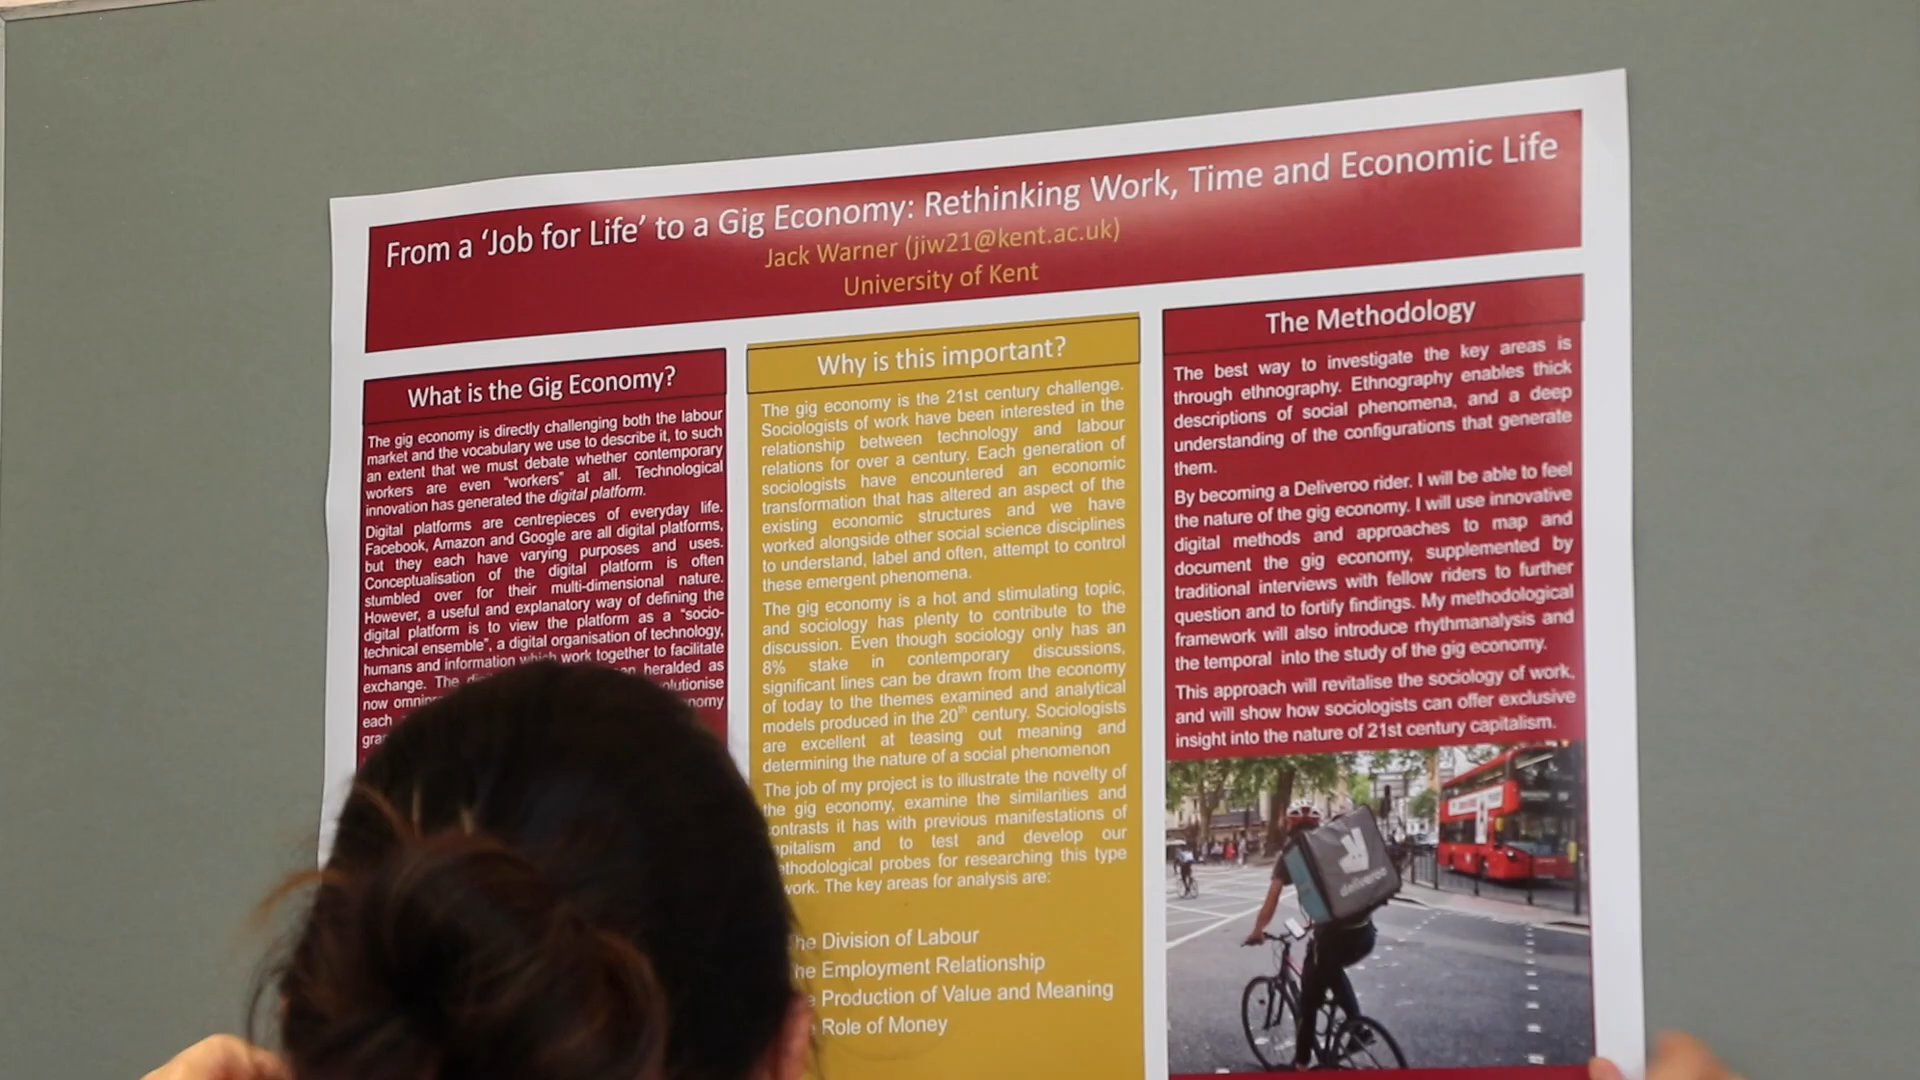 From a ‘Job for Life’ to a Gig Economy: Rethinking Work, Time and Economic Life
Jack Warner (jiw21@kent.ac.uk)
University of Kent
What is the Gig Economy?
The gig economy is directly challenging both the labour
market and the vocabulary we use to describe it, to such
an extent that we must debate whether contemporary
workers are even “workers” at all. Technological
innovation has generated the digital platform.
Digital platforms are centrepieces of everyday life.
Facebook, Amazon and Google are all digital platforms,
but they each have varying purposes and uses.
Conceptualisation of the digital platform is often
stumbled over for their multi-dimensional nature.
However, a useful and explanatory way of defining the
digital platform is to view the platform as a “socio-
technical ensemble”, a digital organisation of technology,
humans and information which work together to facilitate
exchange. The heralded as
now
each
Why is this important?
The gig economy is the 21st century challenge.
Sociologists of work have been interested in the
relationship between technology and labour
relations for over a century. Each generation of
sociologists have encountered an economic
transformation that has altered an aspect of the
existing economic structures and we have
worked alongside other social science disciplines
to understand, label and often, attempt to control
these emergent phenomena.
The gig economy is a hot and stimulating topic,
and sociology has plenty to contribute to the
discussion. Even though sociology only has an
8% stake in contemporary discussions,
significant lines can be drawn from the economy
of today to the themes examined and analytical
models produced in the 20th century. Sociologists
are excellent at teasing out meaning and
determining the nature of a social phenomenon
The job of my project is to illustrate the novelty of
the gig economy, examine the similarities and
contrasts it has with previous manifestations of
and to test and develop our
probes for researching this type
work. The key areas for analysis are:
Division of Labour
Employment Relationship
Production of Value and Meaning
Role of Money
The Methodology
The best way to investigate the key areas is
through ethnography. Ethnography enables thick
descriptions of social phenomena, and a deep
understanding of the configurations that generate
them.
By becoming a Deliveroo rider. I will be able to feel
the nature of the gig economy. I will use innovative
digital methods and approaches to map and
document the gig economy, supplemented by
traditional interviews with fellow riders to further
question and to fortify findings. My methodological
framework will also introduce rhythmanalysis and
the temporal into the study of the gig economy.
This approach will revitalise the sociology of work,
and will show how sociologists can offer exclusive
insight into the nature of 21st century capitalism.
deliveroo